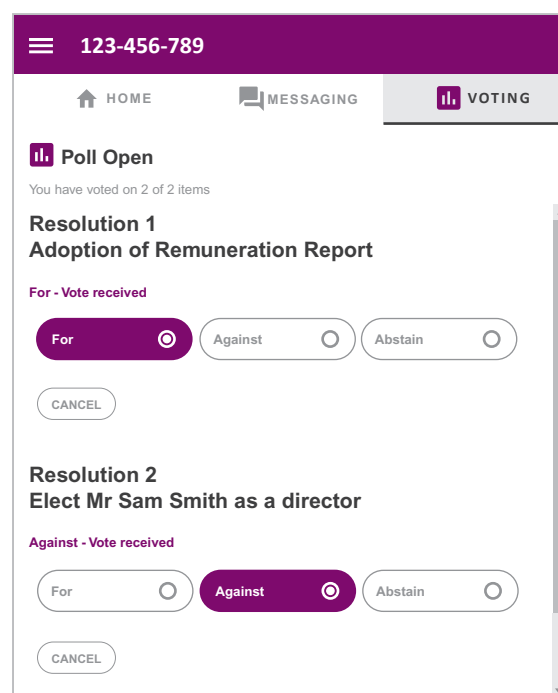 123-456-789
HOME MESSAGING VOTING
Poll Open
You have voted on 2 of 2 items
Resolution 1
Adoption of Remuneration Report
For - Vote received
For Against Abstain
CANCEL
Resolution 2
Elect Mr Sam Smith as a director
Against - Vote received
For Against Abstain
CANCEL